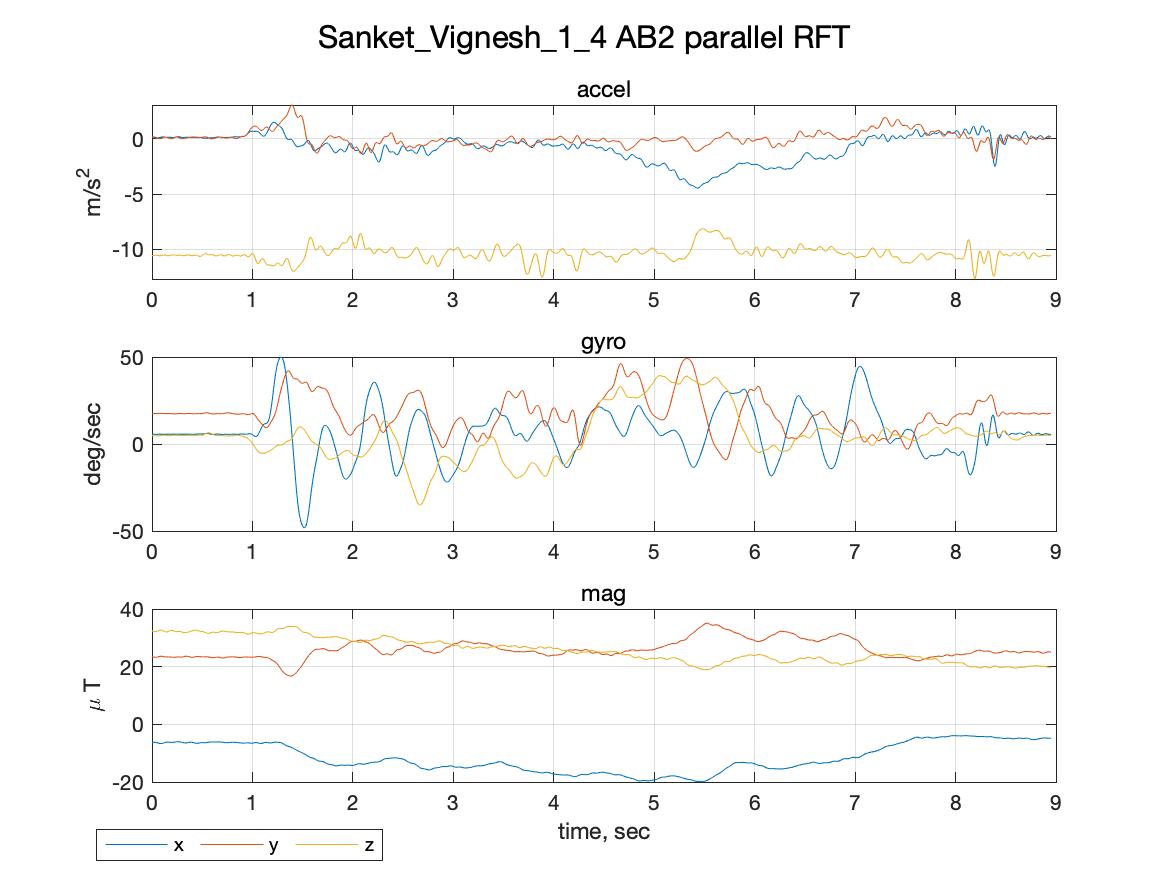 Sanket_Vignesh_1_4 AB2 parallel RFT
accel
0
-5
-10
m/s2
0 1 2 3 4 5 6 7 8 9
gyro
50
0
-50
deg/sec
0 1 2 3 4 5 6 7 8 9
mag
40
20
0
-20
μ T
0 1 2 3 4 5 6 7 8 9
time, sec
x y z